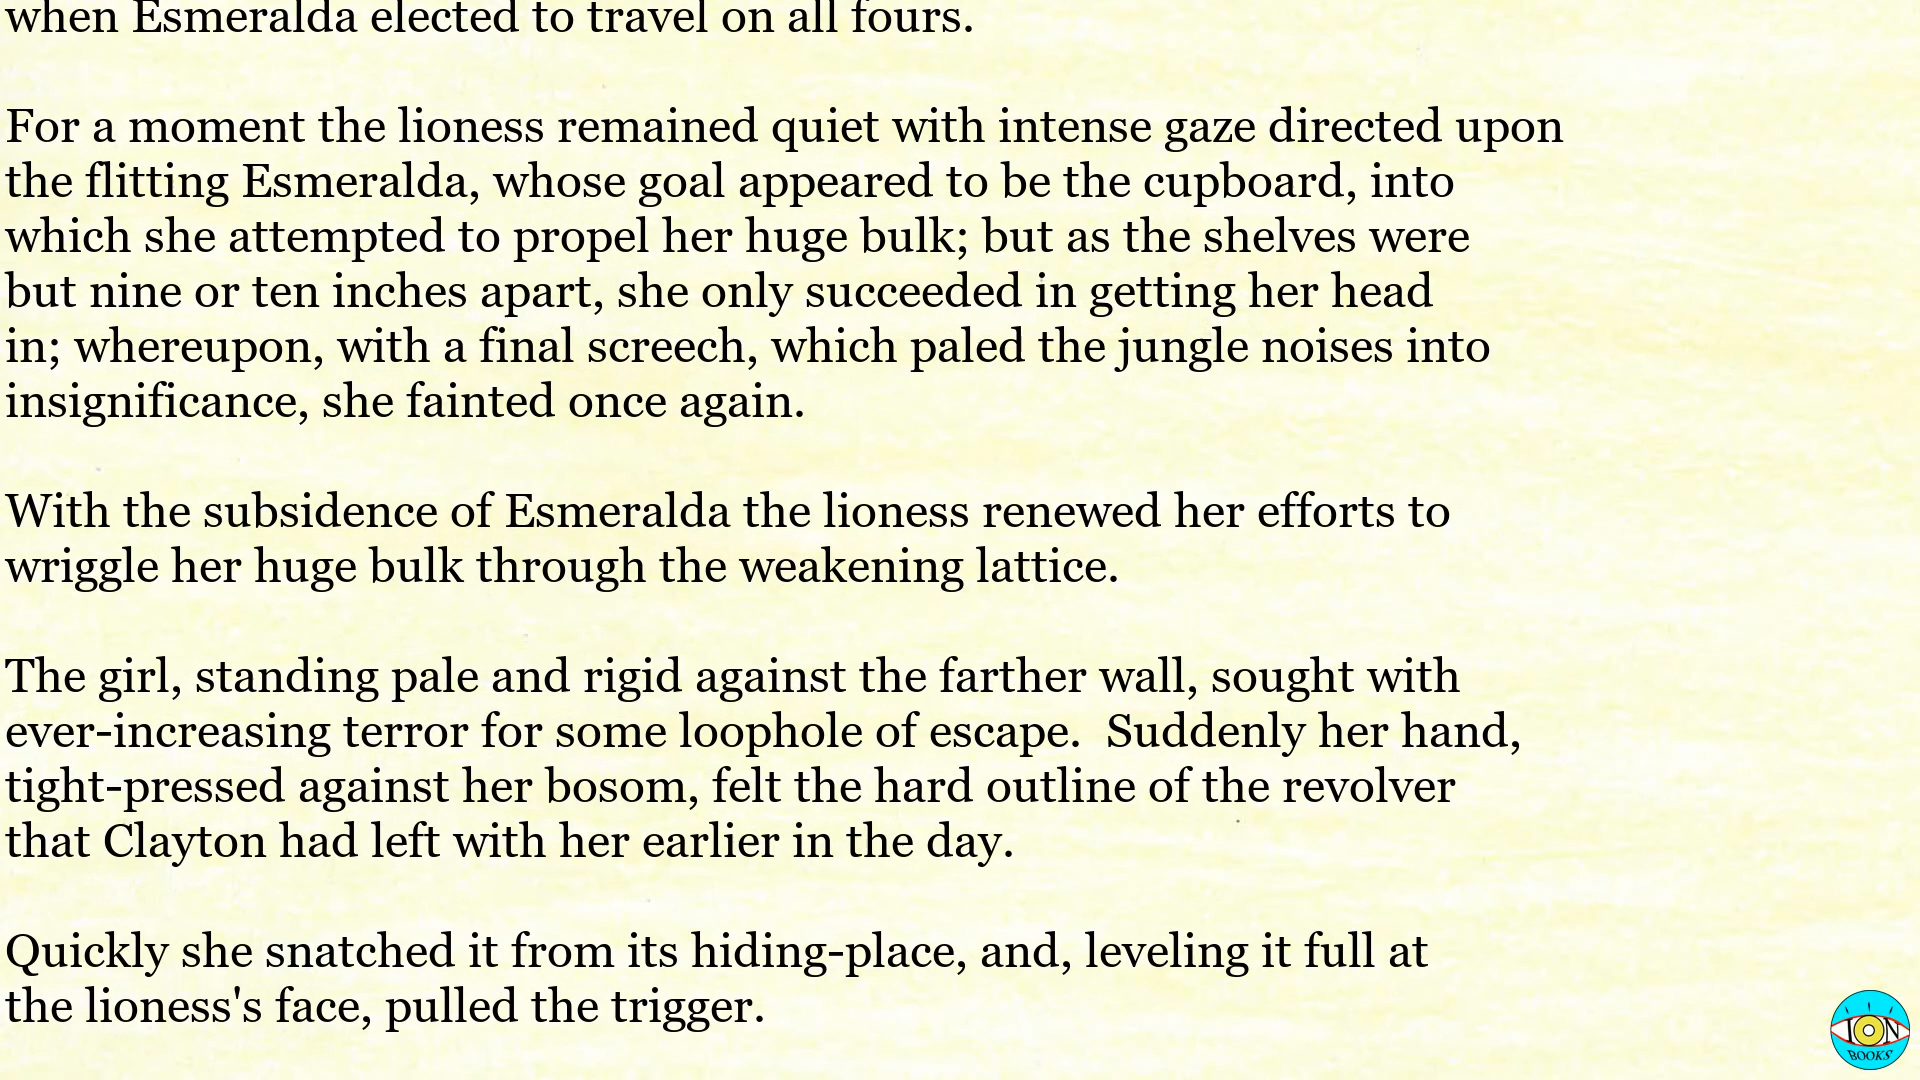 when Esmeralda elected to travel on all fours.
For a moment the lioness remained quiet with intense gaze directed upon
the flitting Esmeralda, whose goal appeared to be the cupboard, into
which she attempted to propel her huge bulk; but as the shelves were
but nine or ten inches apart, she only succeeded in getting her head
in; whereupon, with a final screech, which paled the jungle noises into
insignificance, she fainted once again.
With the subsidence of Esmeralda the lioness renewed her efforts to
wriggle her huge bulk through the weakening lattice.
The girl, standing pale and rigid against the farther wall, sought with
ever-increasing terror for some loophole of escape.  Suddenly her hand,
tight-pressed against her bosom, felt the hard outline of the revolver
that Clayton had left with her earlier in the day.
Quickly she snatched it from its hiding-place, and, leveling it full at
the lioness's face, pulled the trigger.
ION
BOOKS